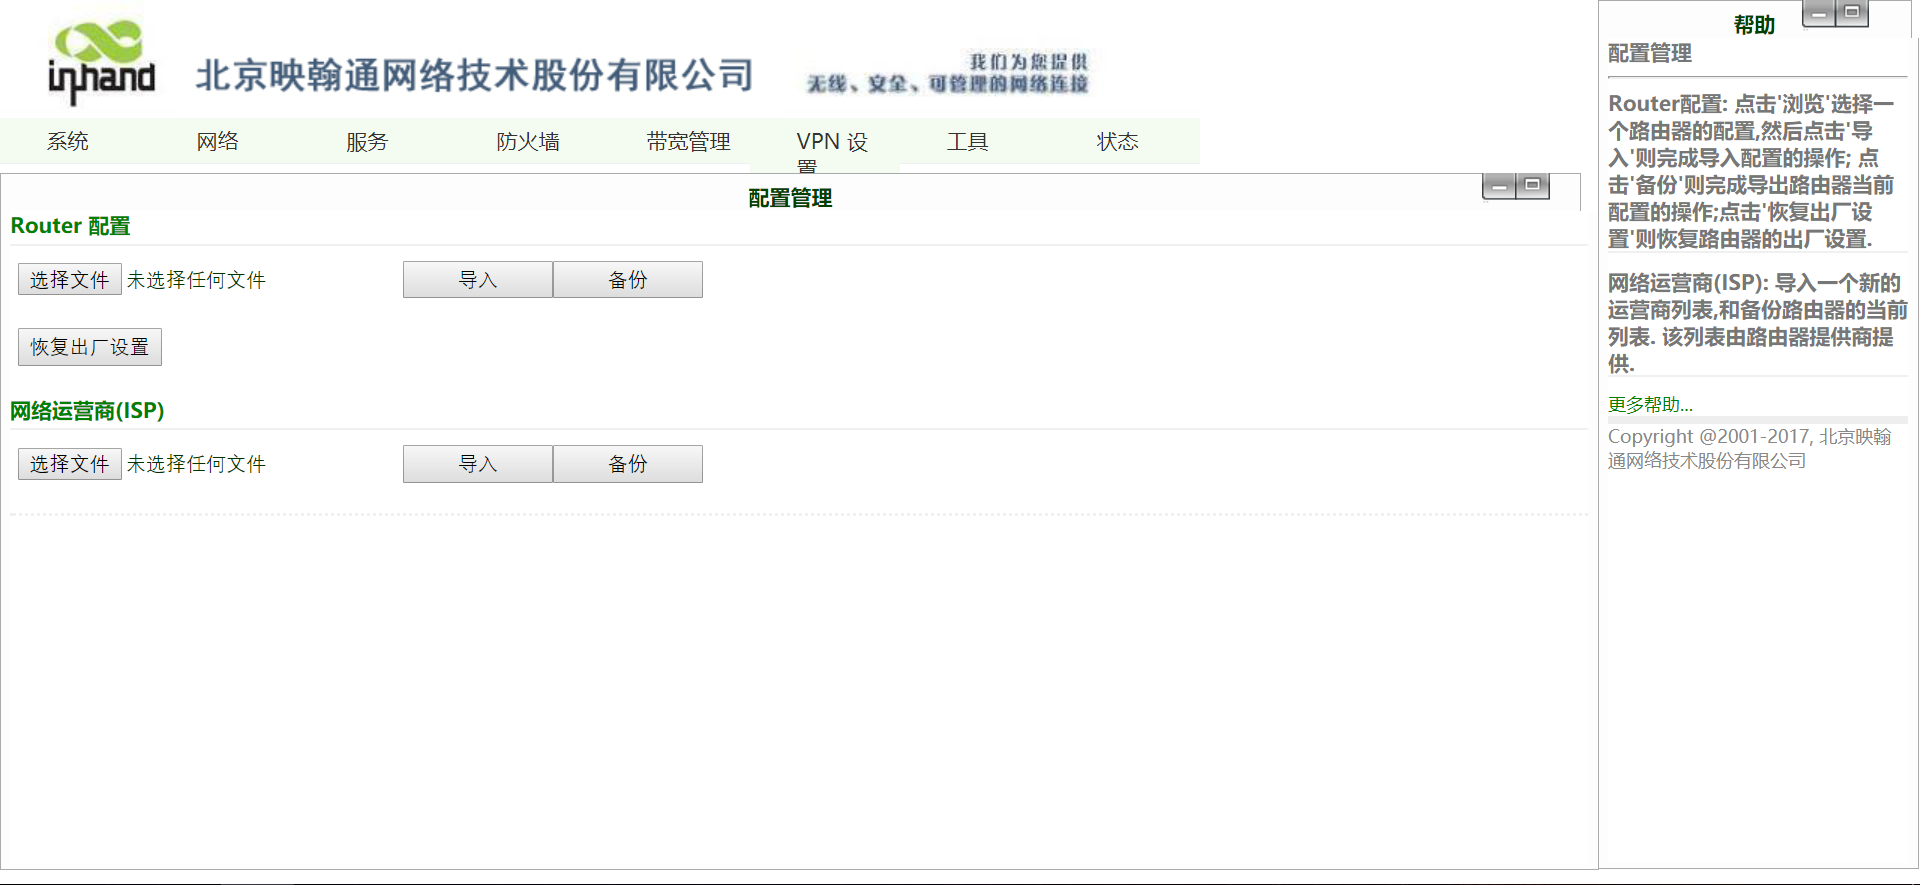 inhand
北京映翰通网络技术股份有限公司
我们为您提供
无线、安全、可管理的网络连接
系统 网络 服务 防火墙 带宽管理 VPN 设置 工具 状态
配置管理
Router 配置
选择文件 未选择任何文件 导入 备份
恢复出厂设置
网络运营商(ISP)
选择文件 未选择任何文件 导入 备份
帮助
配置管理
Router配置: 点击'浏览'选择一
个路由器的配置,然后点击'导
入'则完成导入配置的操作; 点
击'备份'则完成导出路由器当前
配置的操作;点击'恢复出厂设
置'则恢复路由器的出厂设置.
网络运营商(ISP): 导入一个新的
运营商列表,和备份路由器的当前
列表. 该列表由路由器提供商提
供.
更多帮助...
Copyright @2001-2017, 北京映翰
通网络技术股份有限公司